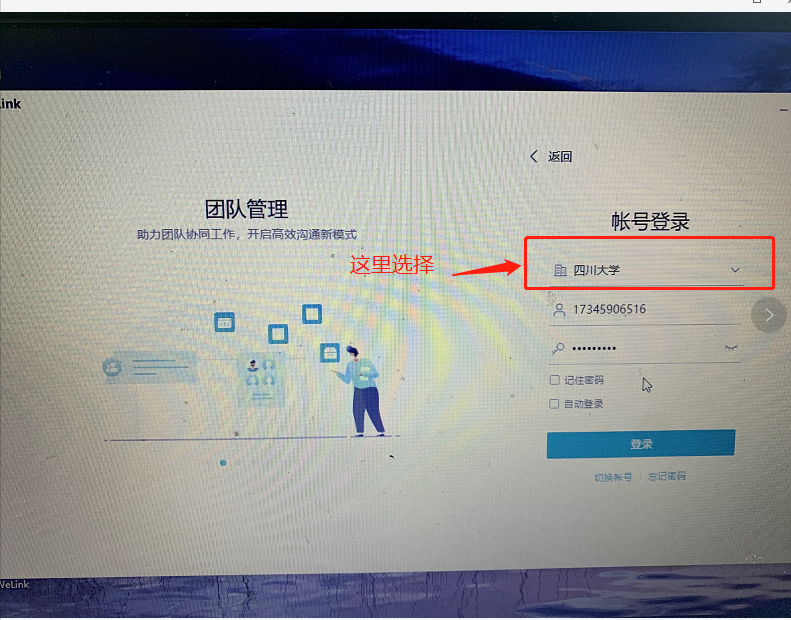 ink
返回
团队管理
助力团队协同工作，开启高效沟通新模式
帐号登录
这里选择
四川大学
17345906516
•••••••••
记住密码
自动登录
登录
切换帐号 | 忘记密码
WeLink